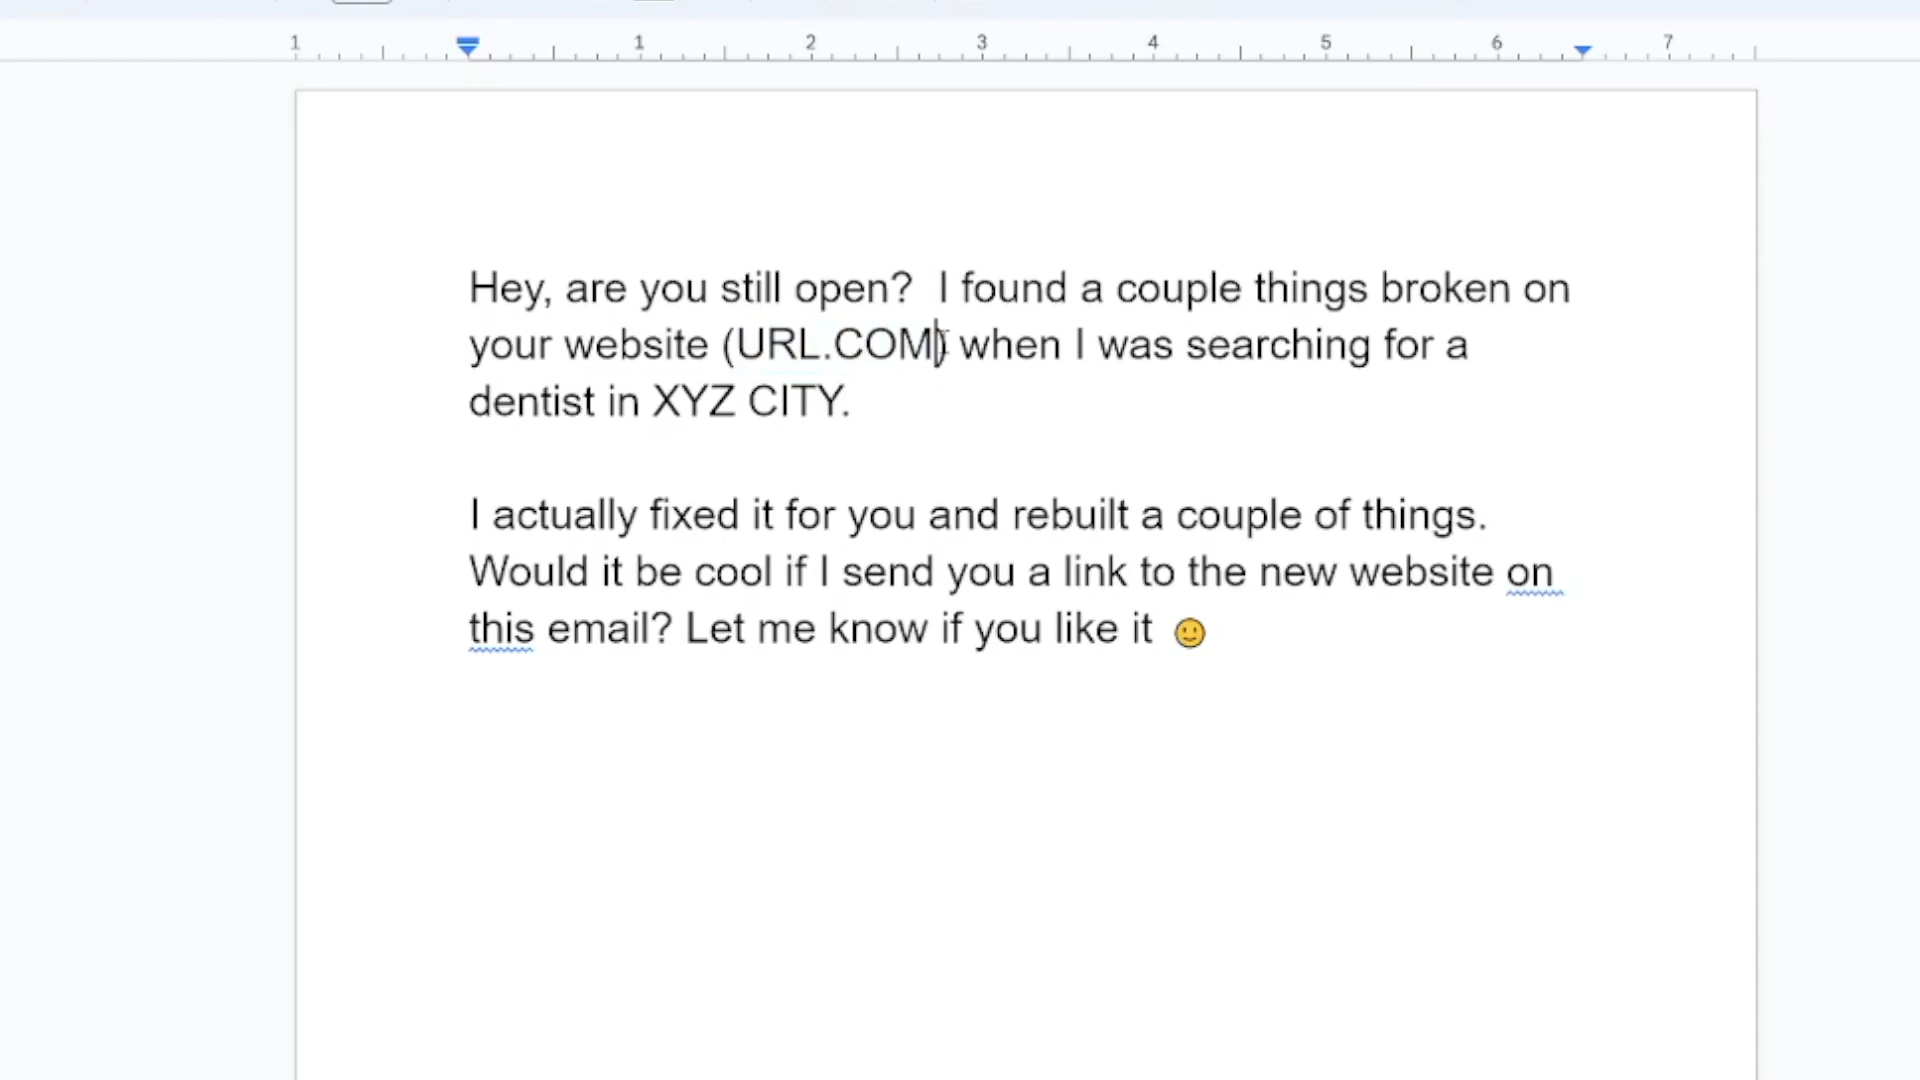 1 1 2 3 4 5 6 7
Hey, are you still open?  I found a couple things broken on
your website (URL.COM) when I was searching for a
dentist in XYZ CITY.
I actually fixed it for you and rebuilt a couple of things.
Would it be cool if I send you a link to the new website on
this email? Let me know if you like it 🙂